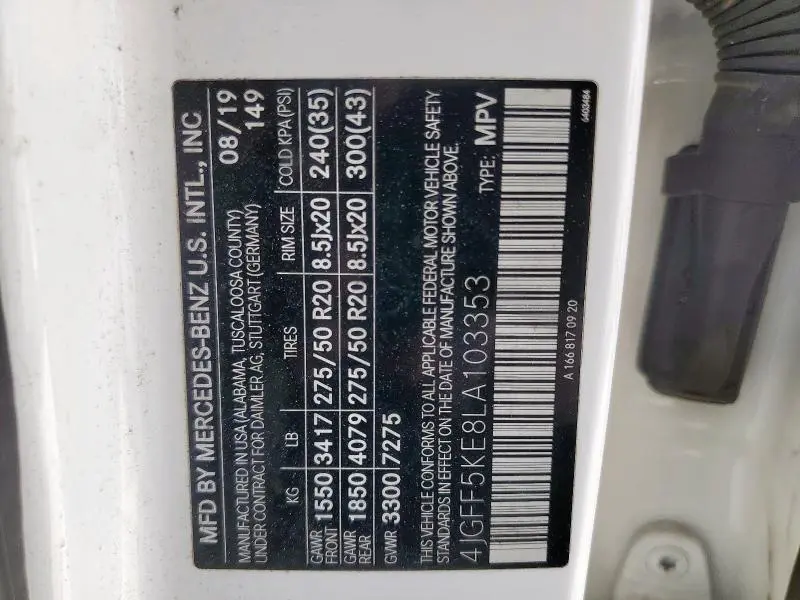 MFD BY MERCEDES-BENZ U.S. INTL., INC
MANUFACTURED IN USA (ALABAMA, TUSCALOOSA COUNTY) 08/19
UNDER CONTRACT FOR DAIMLER AG, STUTTGART (GERMANY) 149
KG LB TIRES RIM SIZE COLD KPA (PSI)
GAWR FRONT 1550 3417 275/50 R20 8.5Jx20 240(35)
GAWR REAR 1850 4079 275/50 R20 8.5Jx20 300(43)
GVWR 3300 7275
THIS VEHICLE CONFORMS TO ALL APPLICABLE FEDERAL MOTOR VEHICLE SAFETY
STANDARDS IN EFFECT ON THE DATE OF MANUFACTURE SHOWN ABOVE.
4JGFF5KE8LA103353 TYPE: MPV
A 166 817 09 20
0403484